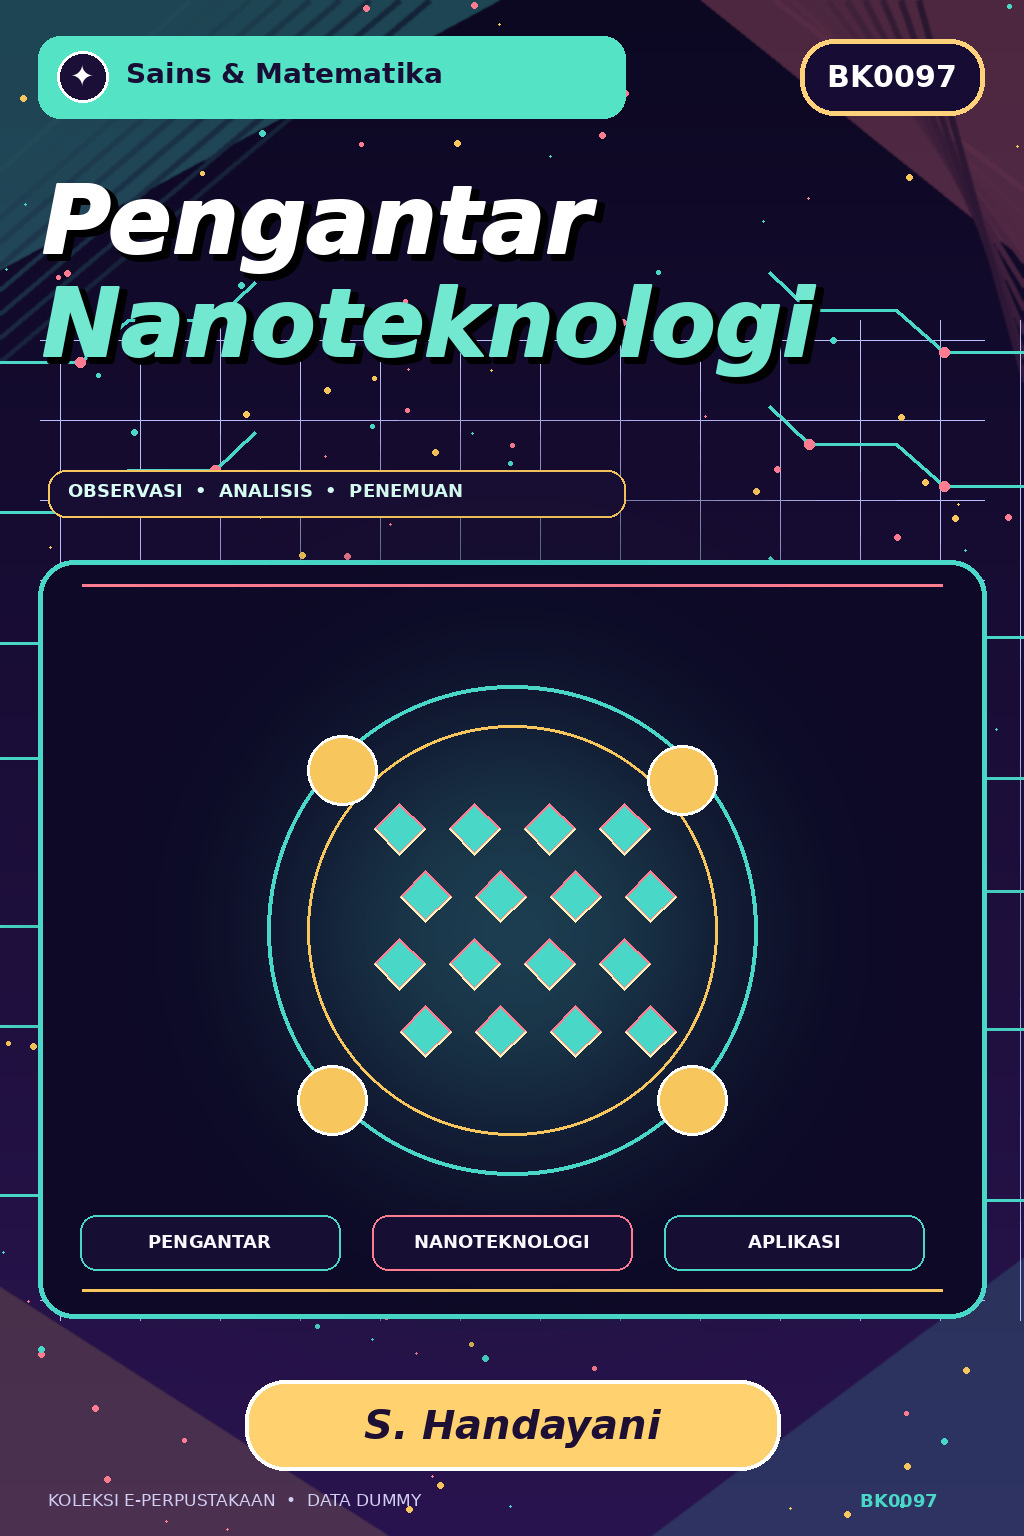 ✦ Sains & Matematika
BK0097
Pengantar
Nanoteknologi
OBSERVASI • ANALISIS • PENEMUAN
PENGANTAR
NANOTEKNOLOGI
APLIKASI
S. Handayani
KOLEKSI E-PERPUSTAKAAN • DATA DUMMY
BK0097